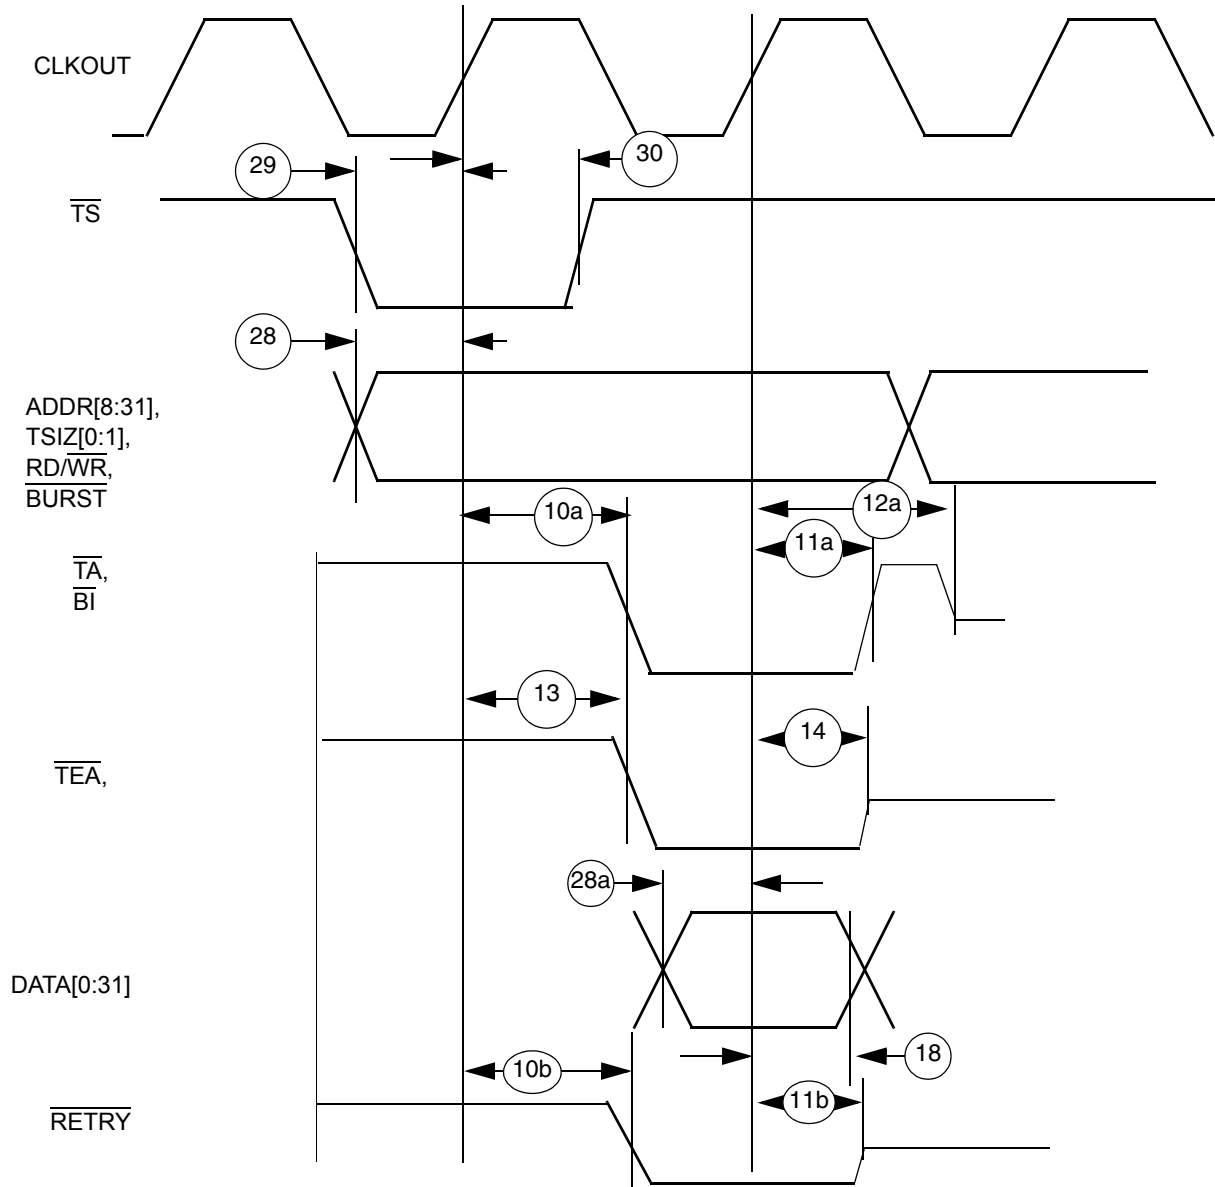 CLKOUT
29
30
TS
28
ADDR[8:31],
TSIZ[0:1],
RD/WR,
BURST
10a
12a
11a
TA,
BI
13
14
TEA,
28a
DATA[0:31]
18
10b
11b
RETRY